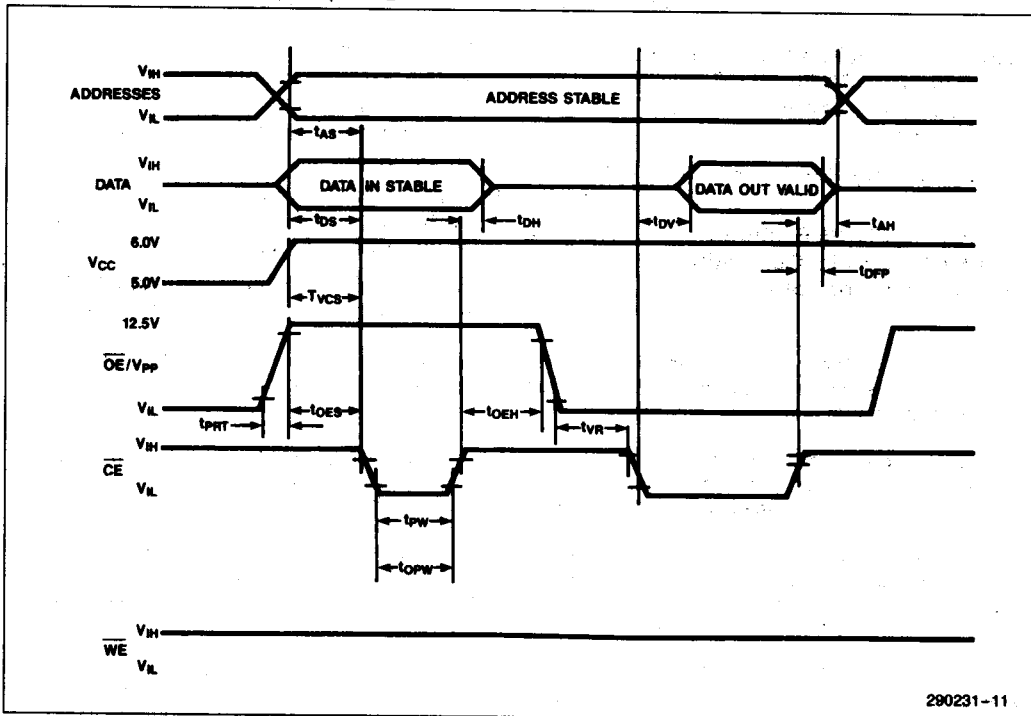 VIH
ADDRESSES
VIL
ADDRESS STABLE
tAS
VIH
DATA
VIL
DATA IN STABLE
DATA OUT VALID
tDS
tDH
tDV
tAH
6.0V
VCC
5.0V
tDFP
TVCS
12.5V
OE/VPP
VIL
tPRT
tOES
tOEH
tVR
VIH
CE
VIL
tPW
tOPW
VIH
WE
VIL
290231-11